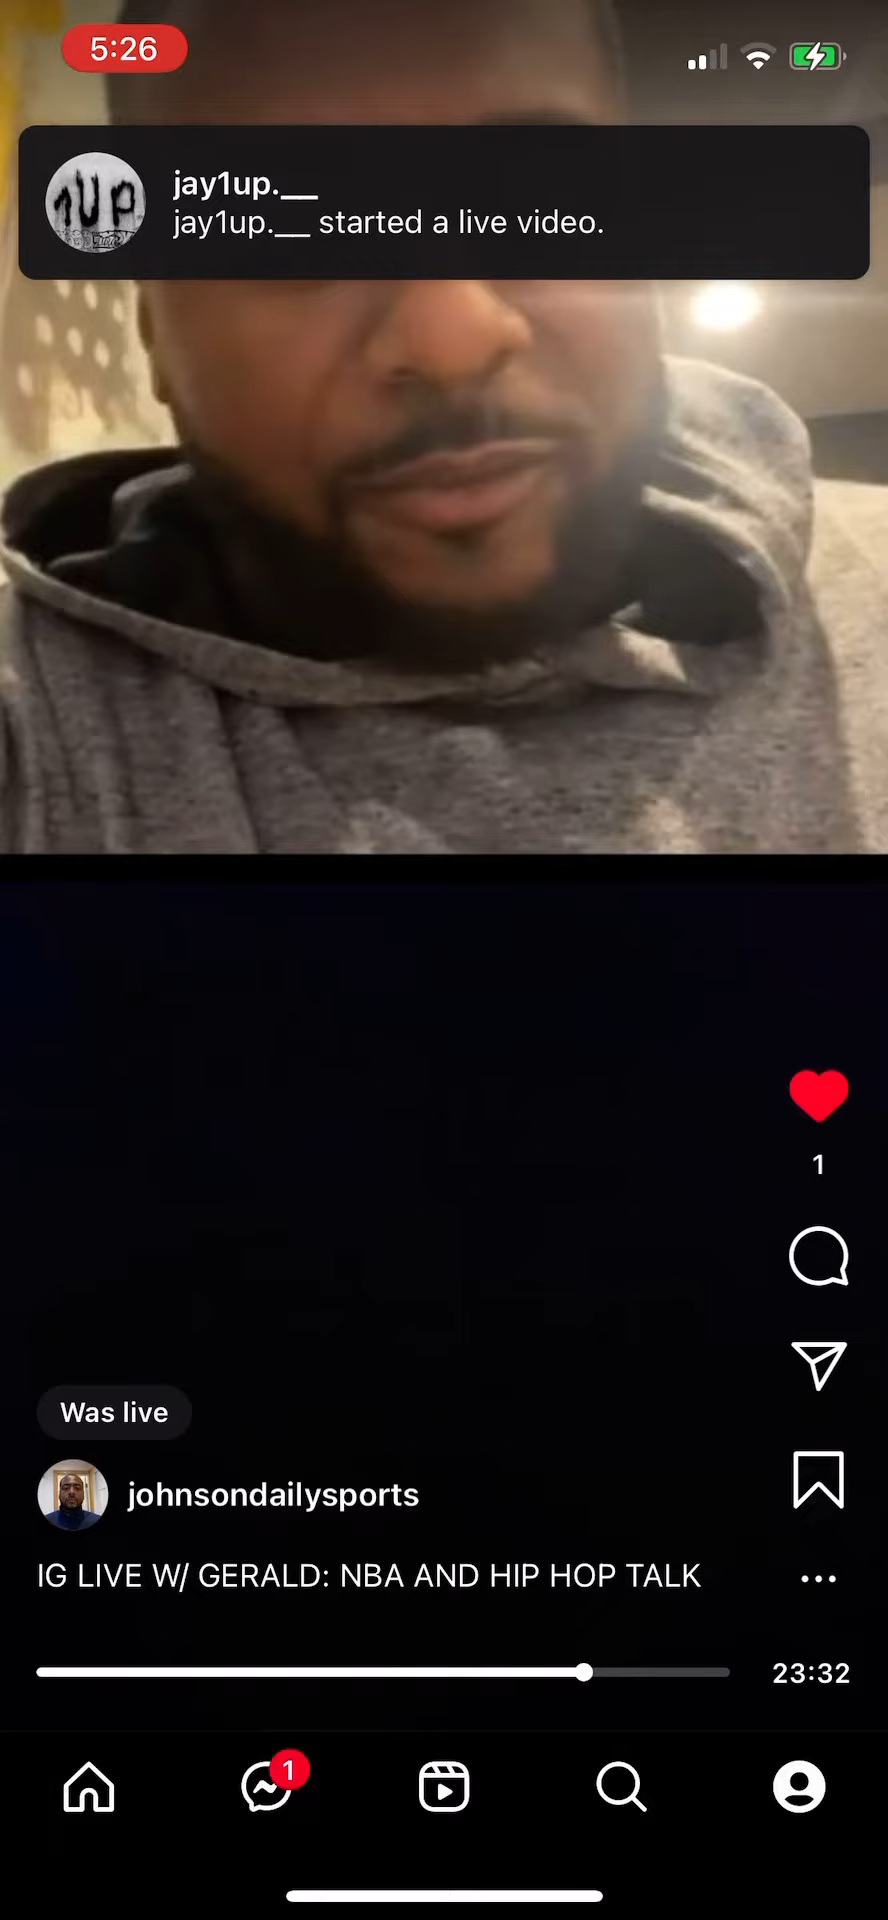 5:26
1UP
jay1up.__
jay1up.__ started a live video.
1
Was live
johnsondailysports
IG LIVE W/ GERALD: NBA AND HIP HOP TALK
23:32
1